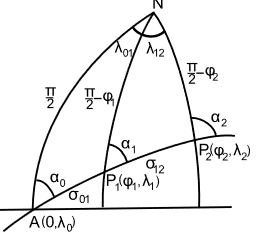 N
λ01 λ12
π/2 π/2-φ1 π/2-φ2
α0 α1 α2
σ01 σ12
P1(φ1, λ1) P2(φ2, λ2)
A(0,λ0)